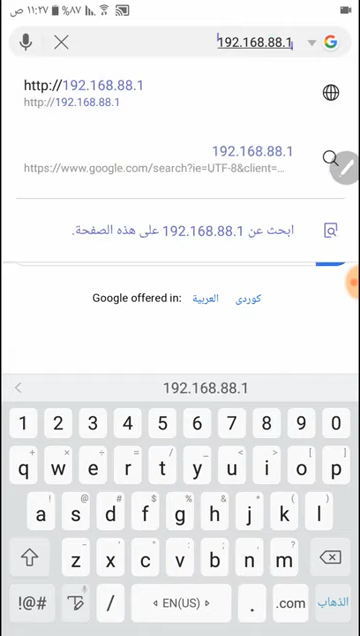 ص ١١:٢٧ ٨٧%
192.168.88.1
http://192.168.88.1
http://192.168.88.1
192.168.88.1
https://www.google.com/search?ie=UTF-8&client=...
ابحث عن 192.168.88.1 على هذه الصفحة.
Google offered in: العربية كوردی
192.168.88.1
1 2 3 4 5 6 7 8 9 0
+ × ÷ = / _ < > [ ]
q w e r t y u i o p
! @ # $ % & * ( )
a s d f g h j k l
- ' " : ; , ?
z x c v b n m
!@# / EN(US) . .com الذهاب